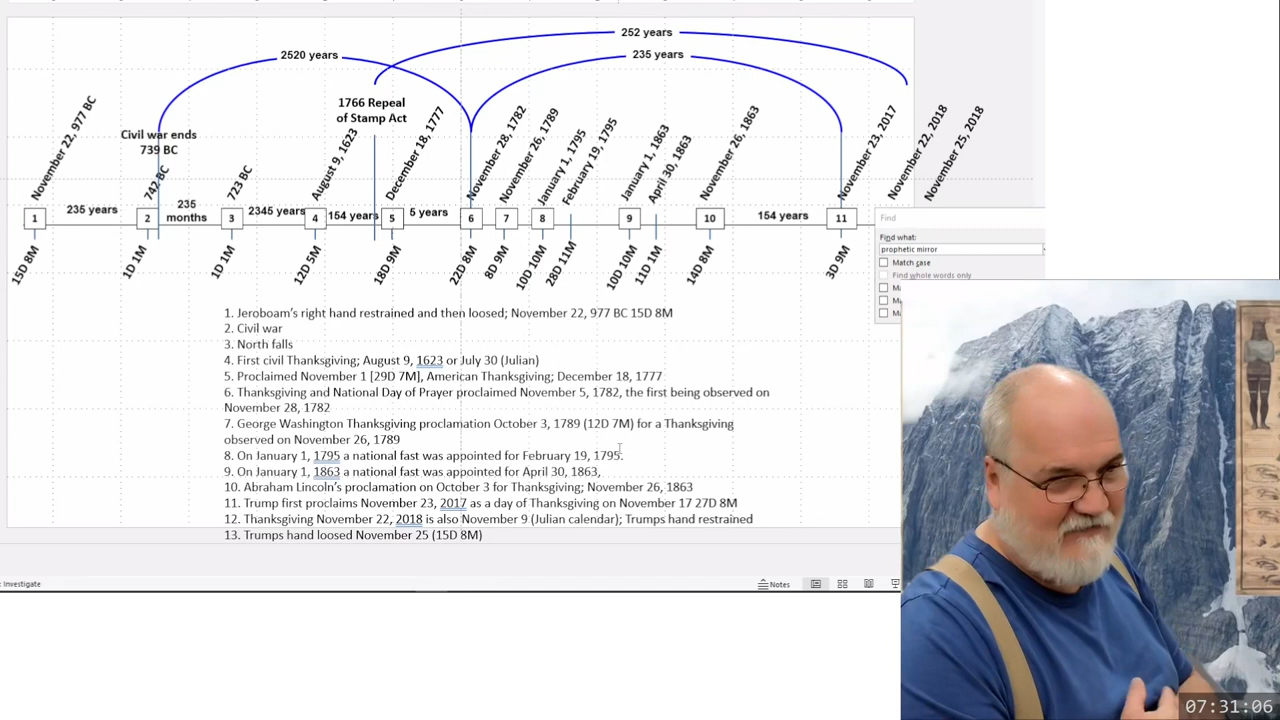 252 years
2520 years
235 years
1766 Repeal
of Stamp Act
Civil war ends
739 BC
November 22, 977 BC
742 BC
723 BC
August 9, 1623
December 18, 1777
November 28, 1782
November 26, 1789
January 1, 1795
February 19, 1795
January 1, 1863
April 30, 1863
November 26, 1863
November 23, 2017
November 22, 2018
November 25, 2018
235 years
235
months
2345 years
154 years
5 years
154 years
1
2
3
4
5
6
7
8
9
10
11
15D 8M
1D 1M
1D 1M
12D 5M
18D 9M
22D 8M
8D 9M
10D 10M
28D 11M
10D 10M
11D 1M
14D 8M
3D 9M
Find
Find what:
prophetic mirror
Match case
Find whole words only
Ma
Ma
Ma
1. Jeroboam's right hand restrained and then loosed; November 22, 977 BC 15D 8M
2. Civil war
3. North falls
4. First civil Thanksgiving; August 9, 1623 or July 30 (Julian)
5. Proclaimed November 1 [29D 7M], American Thanksgiving; December 18, 1777
6. Thanksgiving and National Day of Prayer proclaimed November 5, 1782, the first being observed on
November 28, 1782
7. George Washington Thanksgiving proclamation October 3, 1789 (12D 7M) for a Thanksgiving
observed on November 26, 1789
8. On January 1, 1795 a national fast was appointed for February 19, 1795.
9. On January 1, 1863 a national fast was appointed for April 30, 1863,
10. Abraham Lincoln's proclamation on October 3 for Thanksgiving; November 26, 1863
11. Trump first proclaims November 23, 2017 as a day of Thanksgiving on November 17 27D 8M
12. Thanksgiving November 22, 2018 is also November 9 (Julian calendar); Trumps hand restrained
13. Trumps hand loosed November 25 (15D 8M)
: Investigate
Notes
07:31:06